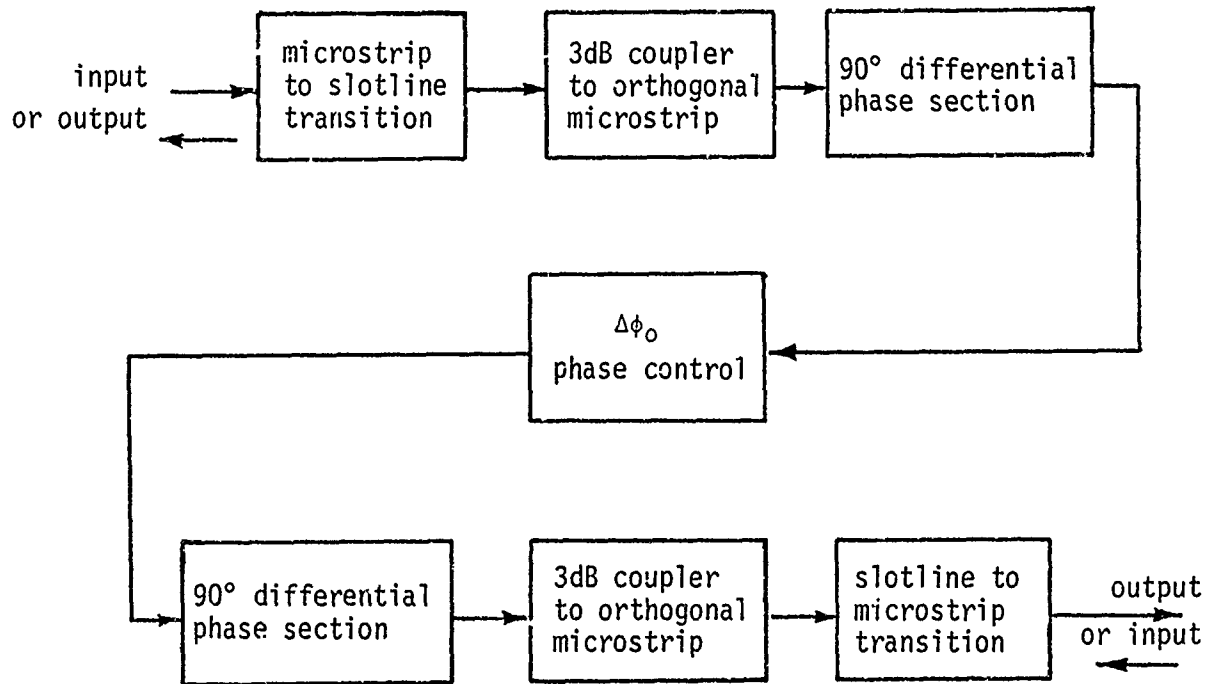 input
or output
microstrip
to slotline
transition
3dB coupler
to orthogonal
microstrip
90° differential
phase section
Δϕo
phase control
90° differential
phase section
3dB coupler
to orthogonal
microstrip
slotline to
microstrip
transition
output
or input